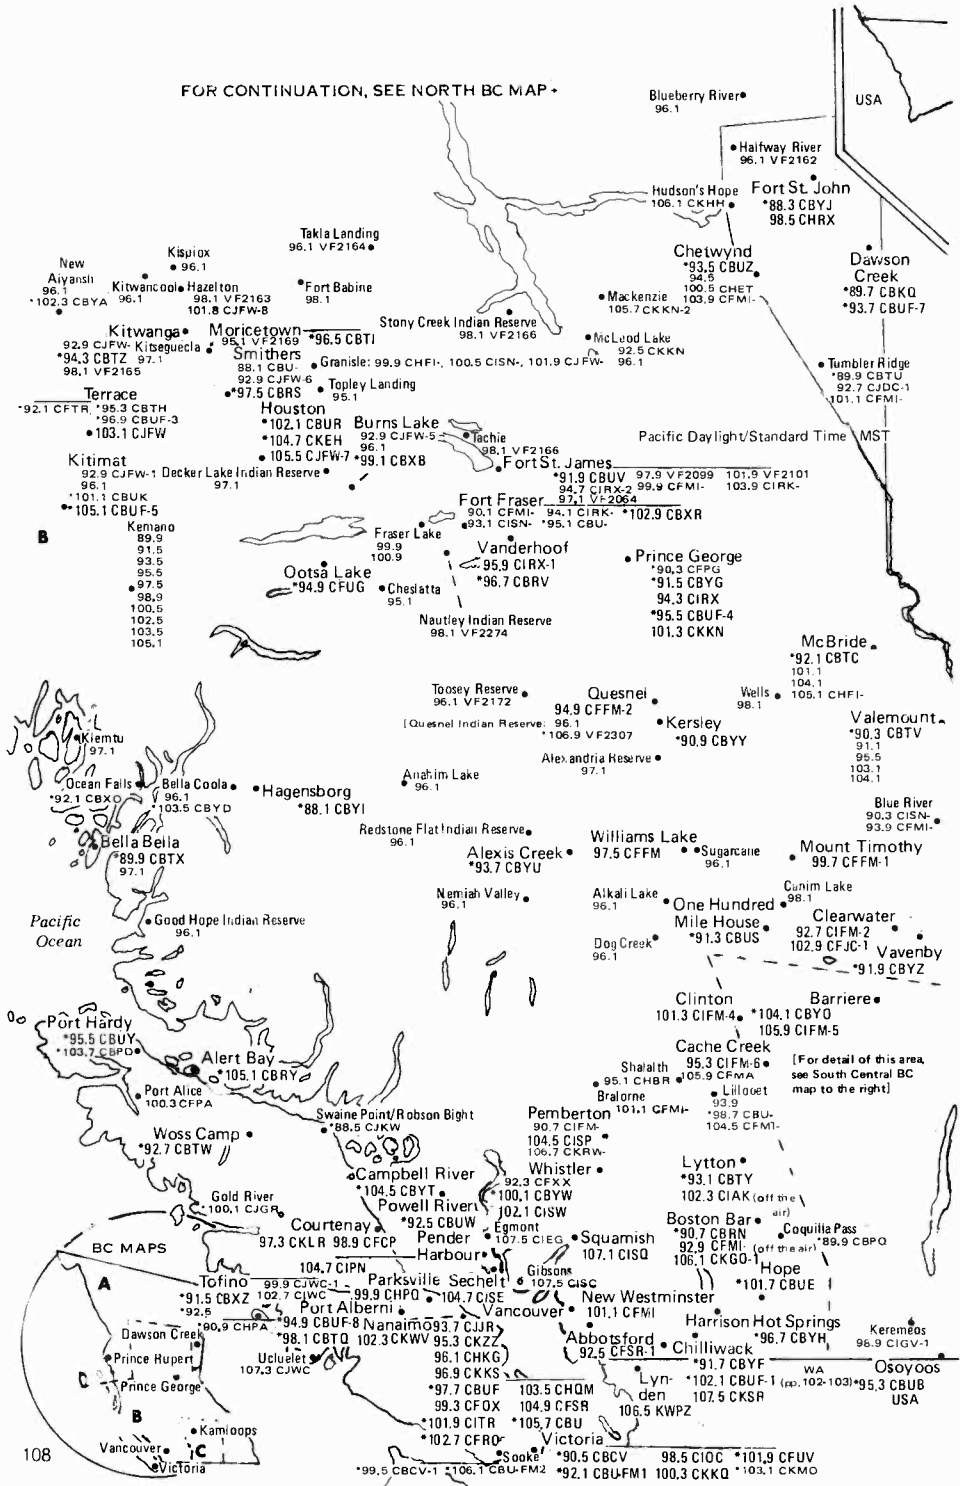 FOR CONTINUATION, SEE NORTH BC MAP
Blueberry River
96.1
USA
Halfway River
96.1 VF2162
Hudson's Hope
106.1 CKHH
Fort St. John
*88.3 CBYJ
98.5 CHRX
Takla Landing
96.1 VF2164
Kispiox
96.1
New
Aiyansh
96.1
*102.3 CBYA
Kitwancool
96.1
Hazelton
98.1 VF2163
101.8 CJFW-8
Fort Babine
98.1
Chetwynd
*93.5 CBUZ
94.5
100.5 CHET
103.9 CFMI-
Dawson
Creek
*89.7 CBKQ
*93.7 CBUF-7
Mackenzie
105.7 CKKN-2
Stony Creek Indian Reserve
98.1 VF2166
McLeod Lake
92.5 CKKN
96.1
Kitwanga
92.9 CJFW-
*94.3 CBTZ
98.1 VF2165
Kitseguecla
97.1
Moricetown
95.1 VF2169
*96.5 CBTI
Smithers
88.1 CBU-
92.9 CJFW-6
*97.5 CBRS
Granisle: 99.9 CHFI-, 100.5 CISN-, 101.9 CJFW-
Topley Landing
95.1
Tumbler Ridge
*89.9 CBTU
92.7 CJDC-1
101.1 CFMI-
Terrace
*92.1 CFTR
*95.3 CBTH
*96.9 CBUF-3
103.1 CJFW
Houston
*102.1 CBUR
*104.7 CKEH
105.5 CJFW-7
Burns Lake
92.9 CJFW-5
96.1
*99.1 CBXB
Tachie
98.1 VF2166
Pacific Daylight/Standard Time MST
Kitimat
92.9 CJFW-1
96.1
*101.1 CBUK
*105.1 CBUF-5
Decker Lake Indian Reserve
97.1
Fort St. James
*91.9 CBUV 97.9 VF2099 101.9 VF2101
94.7 CIRX-2 99.9 CFMI- 103.9 CIRK-
97.1 VF2064
Fort Fraser
90.1 CFMI- 94.1 CIRK- *102.9 CBXR
*93.1 CISN- *95.1 CBU-
B
Kemano
89.9
91.5
93.5
95.5
97.5
98.9
100.5
102.5
103.5
105.1
Fraser Lake
99.9
100.9
Vanderhoof
95.9 CIRX-1
*96.7 CBRV
Ootsa Lake
*94.9 CFUG
Cheslatta
95.1
Nautley Indian Reserve
98.1 VF2274
Prince George
*90.3 CFPG
*91.5 CBYG
94.3 CIRX
*95.5 CBUF-4
101.3 CKKN
McBride
*92.1 CBTC
101.1
104.1
105.1 CHFI-
Toosey Reserve
96.1 VF2172
Quesnel
94.9 CFFM-2
Wells
98.1
[Quesnel Indian Reserve: 96.1
*106.9 VF2307
Kersley
*90.9 CBYY
Valemount
*90.3 CBTV
91.1
95.5
103.1
104.1
Klemtu
97.1
Alexandria Reserve
97.1
Ocean Falls
*92.1 CBXO
Bella Coola
96.1
*103.5 CBYD
Hagensborg
*88.1 CBYI
Anahim Lake
96.1
Blue River
90.3 CISN-
93.9 CFMI-
Redstone Flat Indian Reserve
96.1
Bella Bella
*89.9 CBTX
97.1
Alexis Creek
*93.7 CBYU
Williams Lake
97.5 CFFM
Sugarcane
96.1
Mount Timothy
99.7 CFFM-1
Nemiah Valley
96.1
Alkali Lake
96.1
Canim Lake
98.1
One Hundred
Mile House
*91.3 CBUS
Pacific
Ocean
Good Hope Indian Reserve
96.1
Dog Creek
96.1
Clearwater
92.7 CIFM-2
102.9 CFJC-1
Vavenby
*91.9 CBYZ
Clinton
101.3 CIFM-4
Barriere
*104.1 CBYO
105.9 CIFM-5
Port Hardy
*95.5 CBUY
*103.7 CBPD
Alert Bay
*105.1 CBRY
Cache Creek
95.3 CIFM-6
105.9 CFMA
[For detail of this area,
see South Central BC
map to the right]
Shalalth
95.1 CHBR
Bralorne
101.1 CFMI-
Lillooet
93.9
*98.7 CBU-
104.5 CFMI-
Port Alice
100.3 CFPA
Swaine Point/Robson Bight
*88.5 CJKW
Pemberton
90.7 CIFM-
104.5 CISP
106.7 CKRW-
Woss Camp
*92.7 CBTW
Campbell River
*104.5 CBYT
Whistler
92.3 CFXX
*100.1 CBYW
102.1 CISW
Lytton
*93.1 CBTY
102.3 CIAK (off the
air)
Gold River
*100.1 CJGR
Powell River
*92.5 CBUW
Courtenay
97.3 CKLR 98.9 CFCP
Egmont
107.5 CIEG
Squamish
107.1 CISQ
Boston Bar
*90.7 CBRN
92.9 CFMI- (off the air)
106.1 CKGO-1
Coquilla Pass
*89.9 CBPQ
Pender
Harbour
104.7 CIPN
Hope
*101.7 CBUE
BC MAPS
A
Tofino
*91.5 CBXZ
*92.5
99.9 CJWC-1
102.7 CJWC
*90.9 CHPA
Parksville
99.9 CHPQ
Sechelt
104.7 CISE
Gibsons
107.5 CISC
New Westminster
101.1 CFMI
Port Alberni
*94.9 CBUF-8
*98.1 CBTQ
Nanaimo
102.3 CKWV
Vancouver
93.7 CJJR
95.3 CKZZ
96.1 CHKG
96.9 CKKS
*97.7 CBUF 103.5 CHQM
99.3 CFOX 104.9 CFSR
*101.9 CITR *105.7 CBU
*102.7 CFRO
Harrison Hot Springs
*96.7 CBYH
Keremeos
96.9 CIGV-1
Abbotsford
92.5 CFSR-1
Chilliwack
*91.7 CBYF
*102.1 CBUF-1
107.5 CKSR
WA
(pp. 102-103)
Osoyoos
*95.3 CBUB
USA
Ucluelet
107.3 CJWC
Lyn-
den
106.5 KWPZ
Dawson Creek
Prince Rupert
C
Prince George
B
Kamloops
Vancouver
C
Victoria
Sooke
*99.5 CBCV-1 *106.1 CBU-FM2
Victoria
*90.5 CBCV 98.5 CIOC *101.9 CFUV
*92.1 CBU-FM1 100.3 CKKQ *103.1 CKMO
108